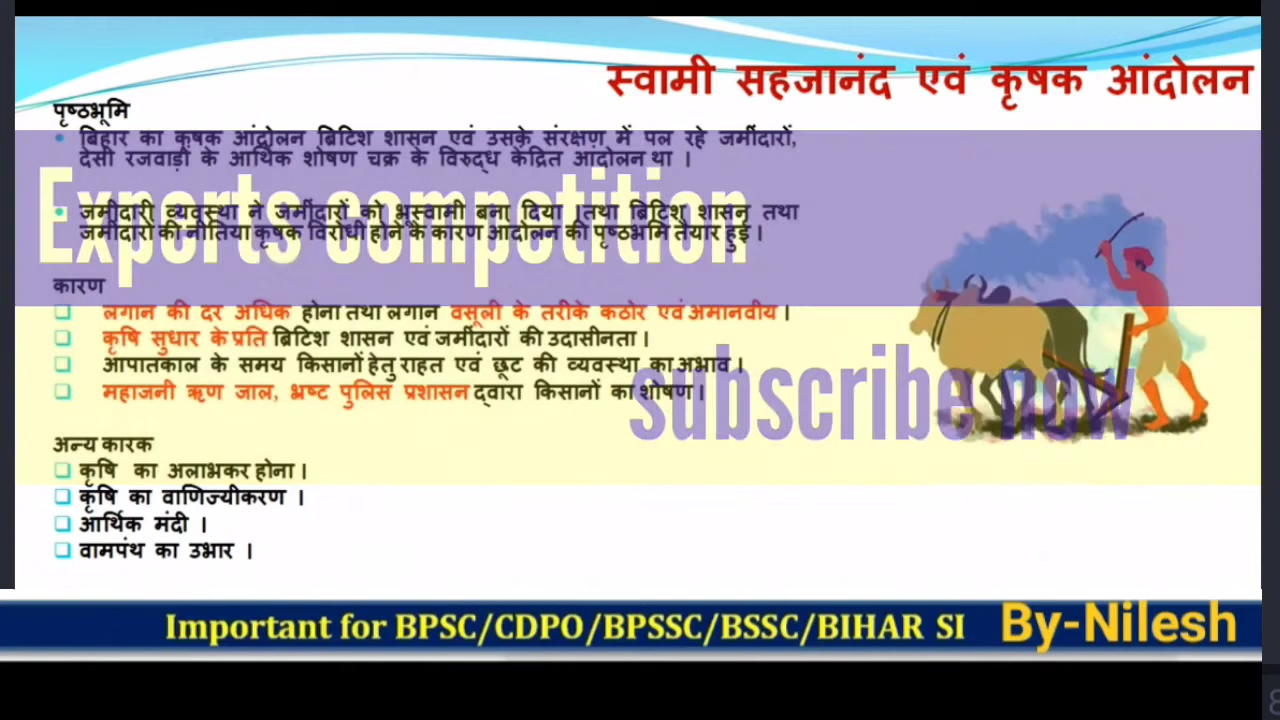 स्वामी सहजानंद एवं कृषक आंदोलन
पृष्ठभूमि
बिहार का कृषक आंदोलन ब्रिटिश शासन एवं उसके संरक्षण में पल रहे जमींदारों,
देसी रजवाड़ों के आर्थिक शोषण चक्र के विरुद्ध केंद्रित आदोलन था ।
Experts competition
जमींदारी व्यवस्था ने जमींदारों को भूस्वामी बना दिया ।तथा ब्रिटिश शासन तथा
जमींदारों की नीतियां कृषक विरोधी होने के कारण आंदोलन की पृष्ठभूमि तैयार हुई ।
कारण
लगान की दर अधिक होना तथा लगान वसूली के तरीके कठोर एवं अमानवीय ।
कृषि सुधार के प्रति ब्रिटिश शासन एवं जमींदारों की उदासीनता ।
आपातकाल के समय किसानों हेतु राहत एवं छूट की व्यवस्था का अभाव ।
महाजनी ऋण जाल, भ्रष्ट पुलिस प्रशासन द्वारा किसानों का शोषण ।
subscribe now
अन्य कारक
कृषि का अलाभकर होना ।
कृषि का वाणिज्यीकरण ।
आर्थिक मंदी ।
वामपंथ का उभार ।
Important for BPSC/CDPO/BPSSC/BSSC/BIHAR SI
By-Nilesh